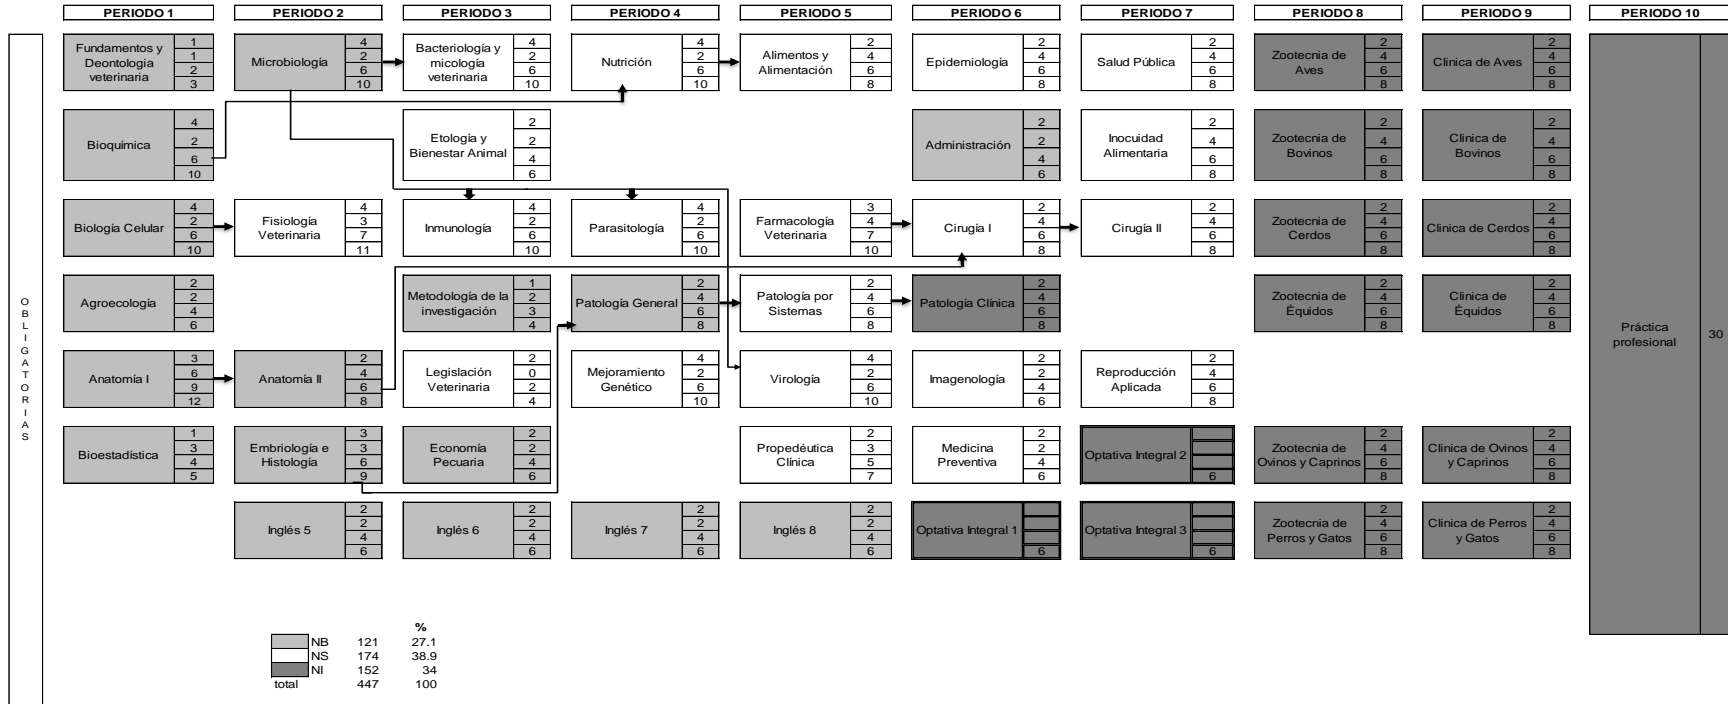 PERIODO 1 PERIODO 2 PERIODO 3 PERIODO 4 PERIODO 5 PERIODO 6 PERIODO 7 PERIODO 8 PERIODO 9 PERIODO 10
OBLIGATORIAS
Fundamentos y
Deontologia
veterinaria
1
1
2
3
Microbiología
4
2
6
10
Bacteriología y
micología
veterinaria
4
2
6
10
Nutrición
4
2
6
10
Alimentos y
Alimentación
2
4
6
8
Epidemiología
2
4
6
8
Salud Pública
2
4
6
8
Zootecnia de
Aves
2
4
6
8
Clinica de Aves
2
4
6
8
Bioquímica
4
2
6
10
Etología y
Bienestar Animal
2
2
4
6
Administración
2
2
4
6
Inocuidad
Alimentaria
2
4
6
8
Zootecnia de
Bovinos
2
4
6
8
Clinica de
Bovinos
2
4
6
8
Biología Celular
4
2
6
10
Fisiología
Veterinaria
4
3
7
11
Inmunología
4
2
6
10
Parasitología
4
2
6
10
Farmacología
Veterinaria
3
4
7
10
Cirugía I
2
4
6
8
Cirugía II
2
4
6
8
Zootecnia de
Cerdos
2
4
6
8
Clinica de Cerdos
2
4
6
8
Agroecología
2
2
4
6
Metodología de la
investigación
1
2
3
4
Patología General
2
4
6
8
Patología por
Sistemas
2
4
6
8
Patología Clínica
2
4
6
8
Zootecnia de
Équidos
2
4
6
8
Clinica de
Équidos
2
4
6
8
Práctica
profesional
30
Anatomía I
3
6
9
12
Anatomía II
2
4
6
8
Legislación
Veterinaria
2
0
2
4
Mejoramiento
Genético
4
2
6
10
Virología
4
2
6
10
Imagenología
2
2
4
6
Reproducción
Aplicada
2
4
6
8
Bioestadística
1
3
4
5
Embriología e
Histología
3
3
6
9
Economía
Pecuaria
2
2
4
6
Propedéutica
Clínica
2
3
5
7
Medicina
Preventiva
2
2
4
6
Optativa Integral 2
6
Zootecnia de
Ovinos y Caprinos
2
4
6
8
Clinica de Ovinos
y Caprinos
2
4
6
8
Inglés 5
2
2
4
6
Inglés 6
2
2
4
6
Inglés 7
2
2
4
6
Inglés 8
2
2
4
6
Optativa Integral 1
6
Optativa Integral 3
6
Zootecnia de
Perros y Gatos
2
4
6
8
Clinica de Perros
y Gatos
2
4
6
8
%
NB 121 27.1
NS 174 38.9
NI 152 34
total 447 100